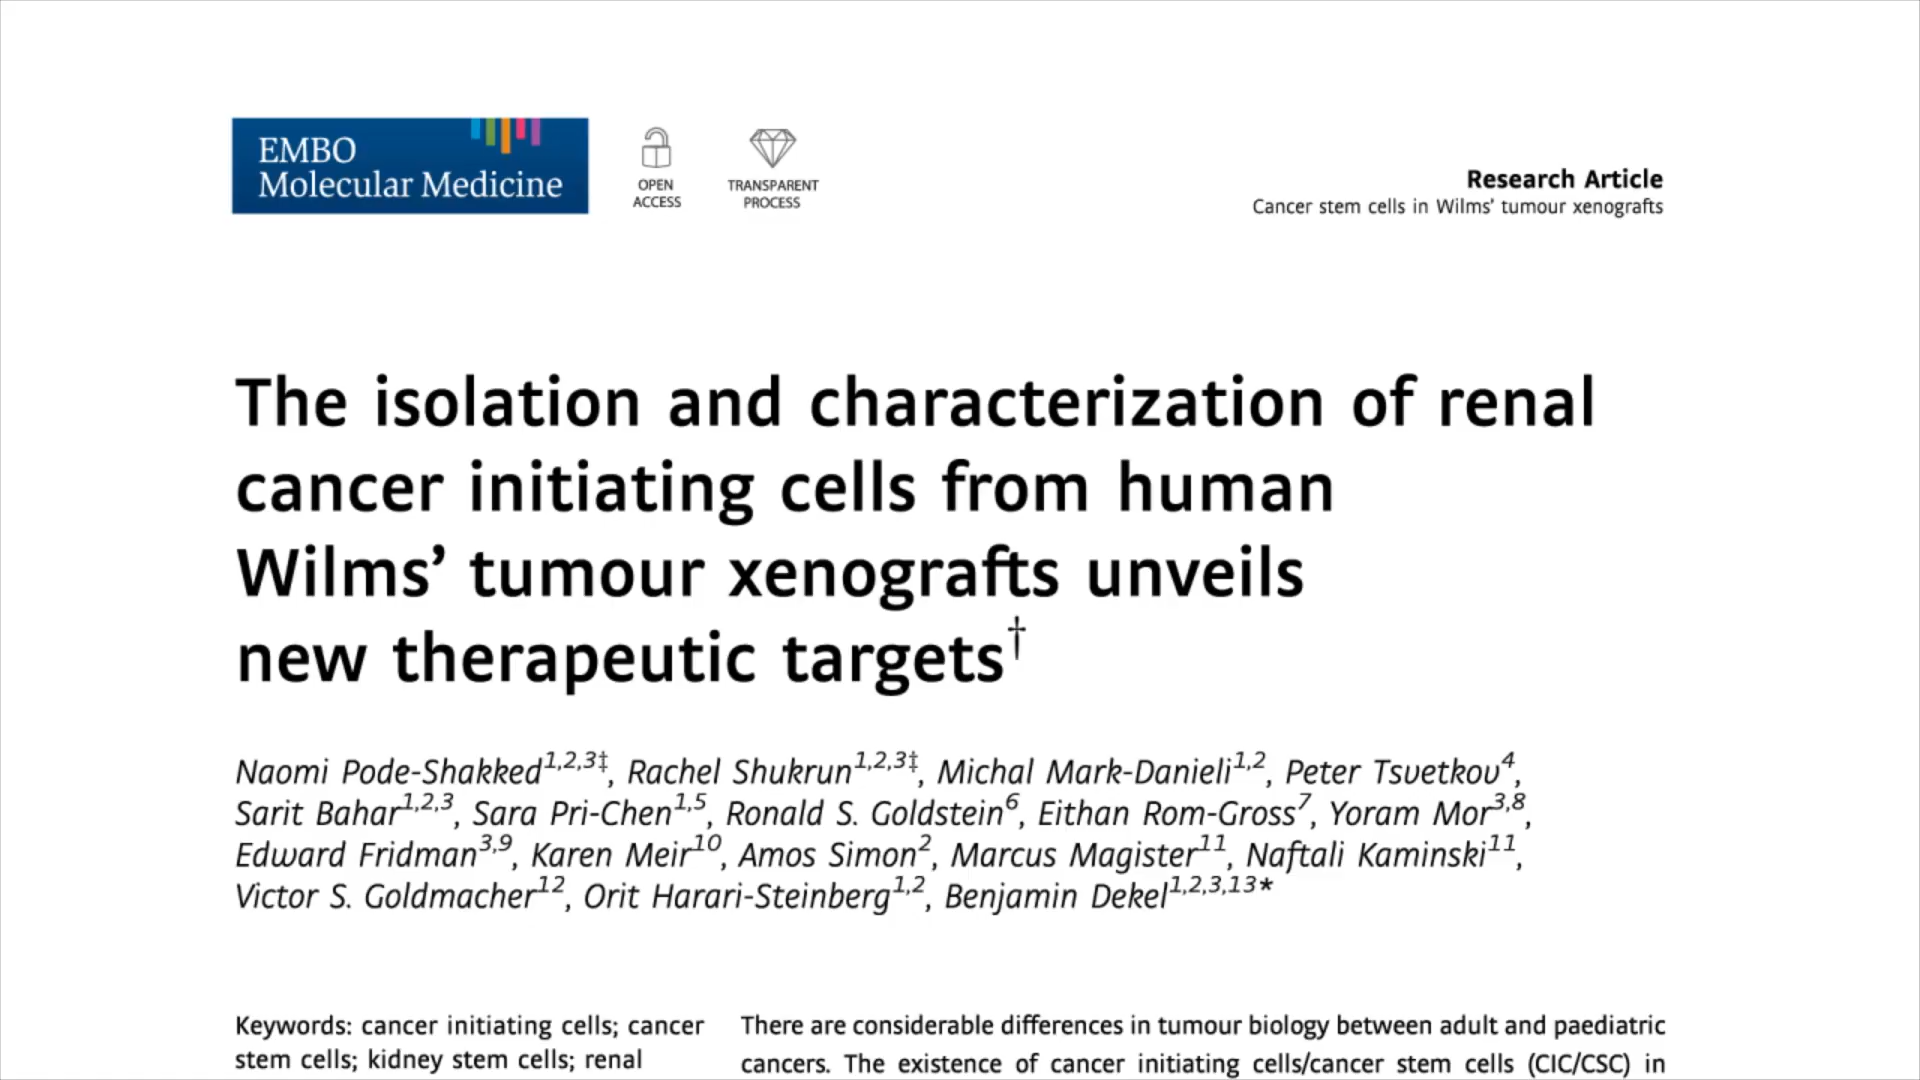 EMBO
Molecular Medicine
OPEN
ACCESS
TRANSPARENT
PROCESS
Research Article
Cancer stem cells in Wilms’ tumour xenografts
The isolation and characterization of renal
cancer initiating cells from human
Wilms’ tumour xenografts unveils
new therapeutic targets†
Naomi Pode-Shakked1,2,3‡, Rachel Shukrun1,2,3‡, Michal Mark-Danieli1,2, Peter Tsvetkov4,
Sarit Bahar1,2,3, Sara Pri-Chen1,5, Ronald S. Goldstein6, Eithan Rom-Gross7, Yoram Mor3,8,
Edward Fridman3,9, Karen Meir10, Amos Simon2, Marcus Magister11, Naftali Kaminski11,
Victor S. Goldmacher12, Orit Harari-Steinberg1,2, Benjamin Dekel1,2,3,13*
Keywords: cancer initiating cells; cancer
stem cells; kidney stem cells; renal
There are considerable differences in tumour biology between adult and paediatric
cancers. The existence of cancer initiating cells/cancer stem cells (CIC/CSC) in